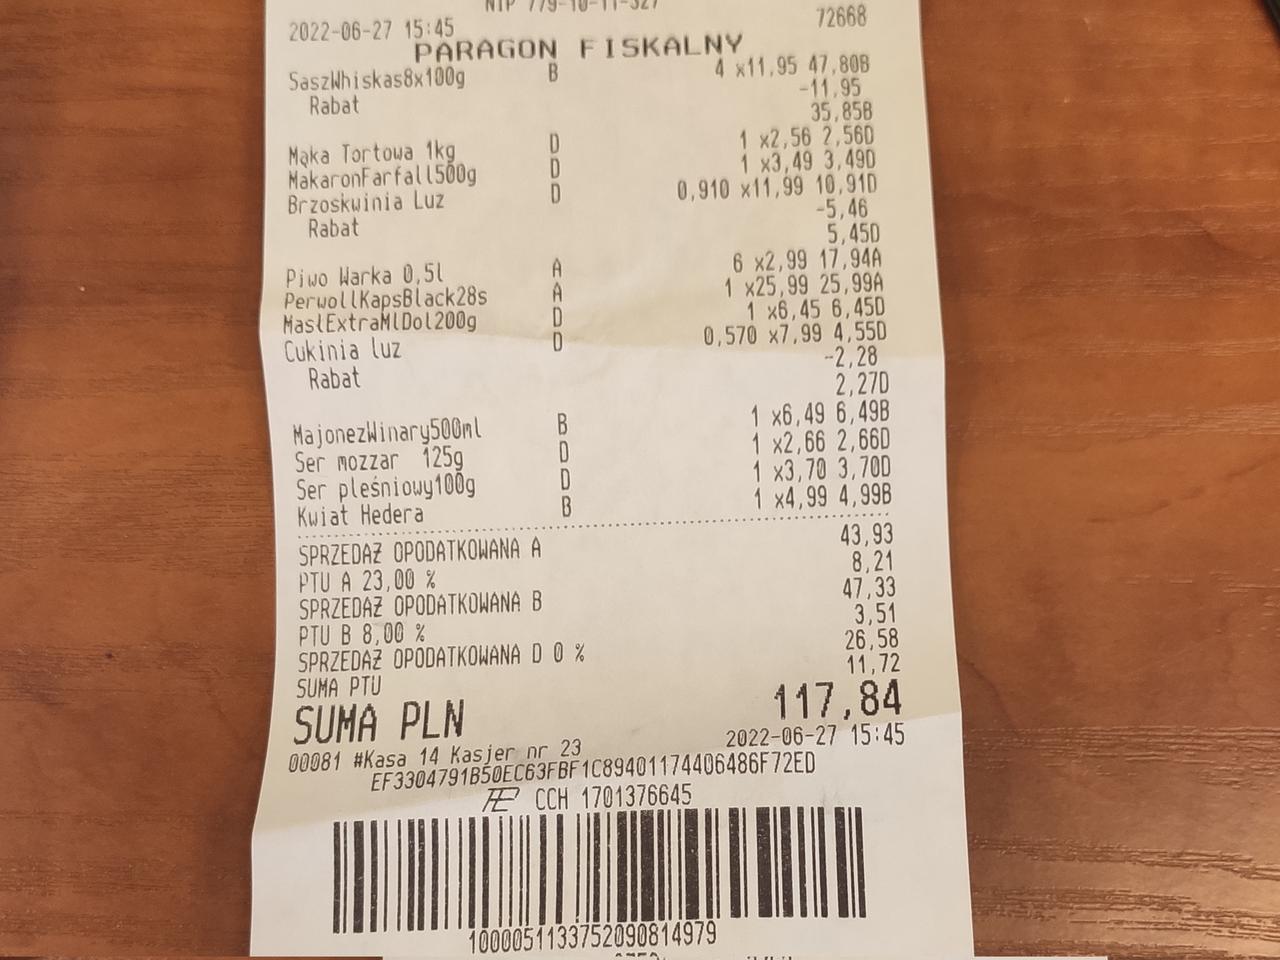 NIP 779-10-11-327
2022-06-27 15:45 72668
PARAGON FISKALNY
SaszWhiskas8x100g B 4 x11,95 47,80B
Rabat -11,95
35,85B
Mąka Tortowa 1kg D 1 x2,56 2,56D
MakaronFarfall500g D 1 x3,49 3,49D
Brzoskwinia Luz D 0,910 x11,99 10,91D
Rabat -5,46
5,45D
Piwo Warka 0,5l A 6 x2,99 17,94A
PerwollKapsBlack28s A 1 x25,99 25,99A
MasłExtraMlDol200g D 1 x6,45 6,45D
Cukinia luz D 0,570 x7,99 4,55D
Rabat -2,28
2,27D
MajonezWinary500ml B 1 x6,49 6,49B
Ser mozzar 125g D 1 x2,66 2,66D
Ser pleśniowy100g D 1 x3,70 3,70D
Kwiat Hedera B 1 x4,99 4,99B
SPRZEDAŻ OPODATKOWANA A 43,93
PTU A 23,00 % 8,21
SPRZEDAŻ OPODATKOWANA B 47,33
PTU B 8,00 % 3,51
SPRZEDAŻ OPODATKOWANA D 0 % 26,58
SUMA PTU 11,72
SUMA PLN 117,84
00081 #Kasa 14 Kasjer nr 23 2022-06-27 15:45
EF3304791B50EC63FBF1C89401174406486F72ED
CCH 1701376645
1000051133752090814979